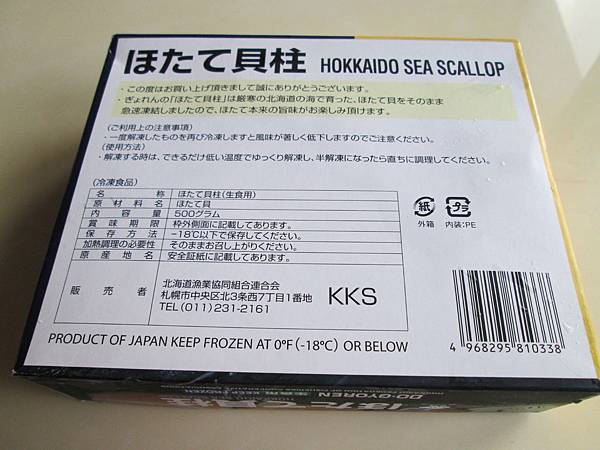 ほたて貝柱 HOKKAIDO SEA SCALLOP
・この度はお買い上げ頂きまして誠にありがとうございます。
・ぎょれんの「ほたて貝柱」は厳寒の北海道の海で育った、ほたて貝をそのまま
急速凍結しましたので、ほたて本来の旨味がお楽しみ頂けます。
〈ご利用上の注意事項〉
・一度解凍したものを再び冷凍しますと風味が著しく低下しますのでご注意ください。
〈使用方法〉
・解凍する時は、できるだけ低い温度でゆっくり解凍し、半解凍になったら直ちに調理してください。
〈冷凍食品〉
名称 ほたて貝柱(生食用)
原材料名 ほたて貝
内容量 500グラム
賞味期限 枠外側面に記載してあります。
保存方法 -18℃以下で保存してください。
加熱調理の必要性 そのままお召し上がりください。
原産地名 安全証紙に記載してあります。
販売者 北海道漁業協同組合連合会
札幌市中央区北3条西7丁目1番地
TEL(011)231-2161
KKS
紙 プラ
外箱 内装:PE
PRODUCT OF JAPAN KEEP FROZEN AT 0°F (-18°C) OR BELOW
4 968295 810338
DO-GYOREN 生食用 KEEP FROZEN
ほたて貝柱